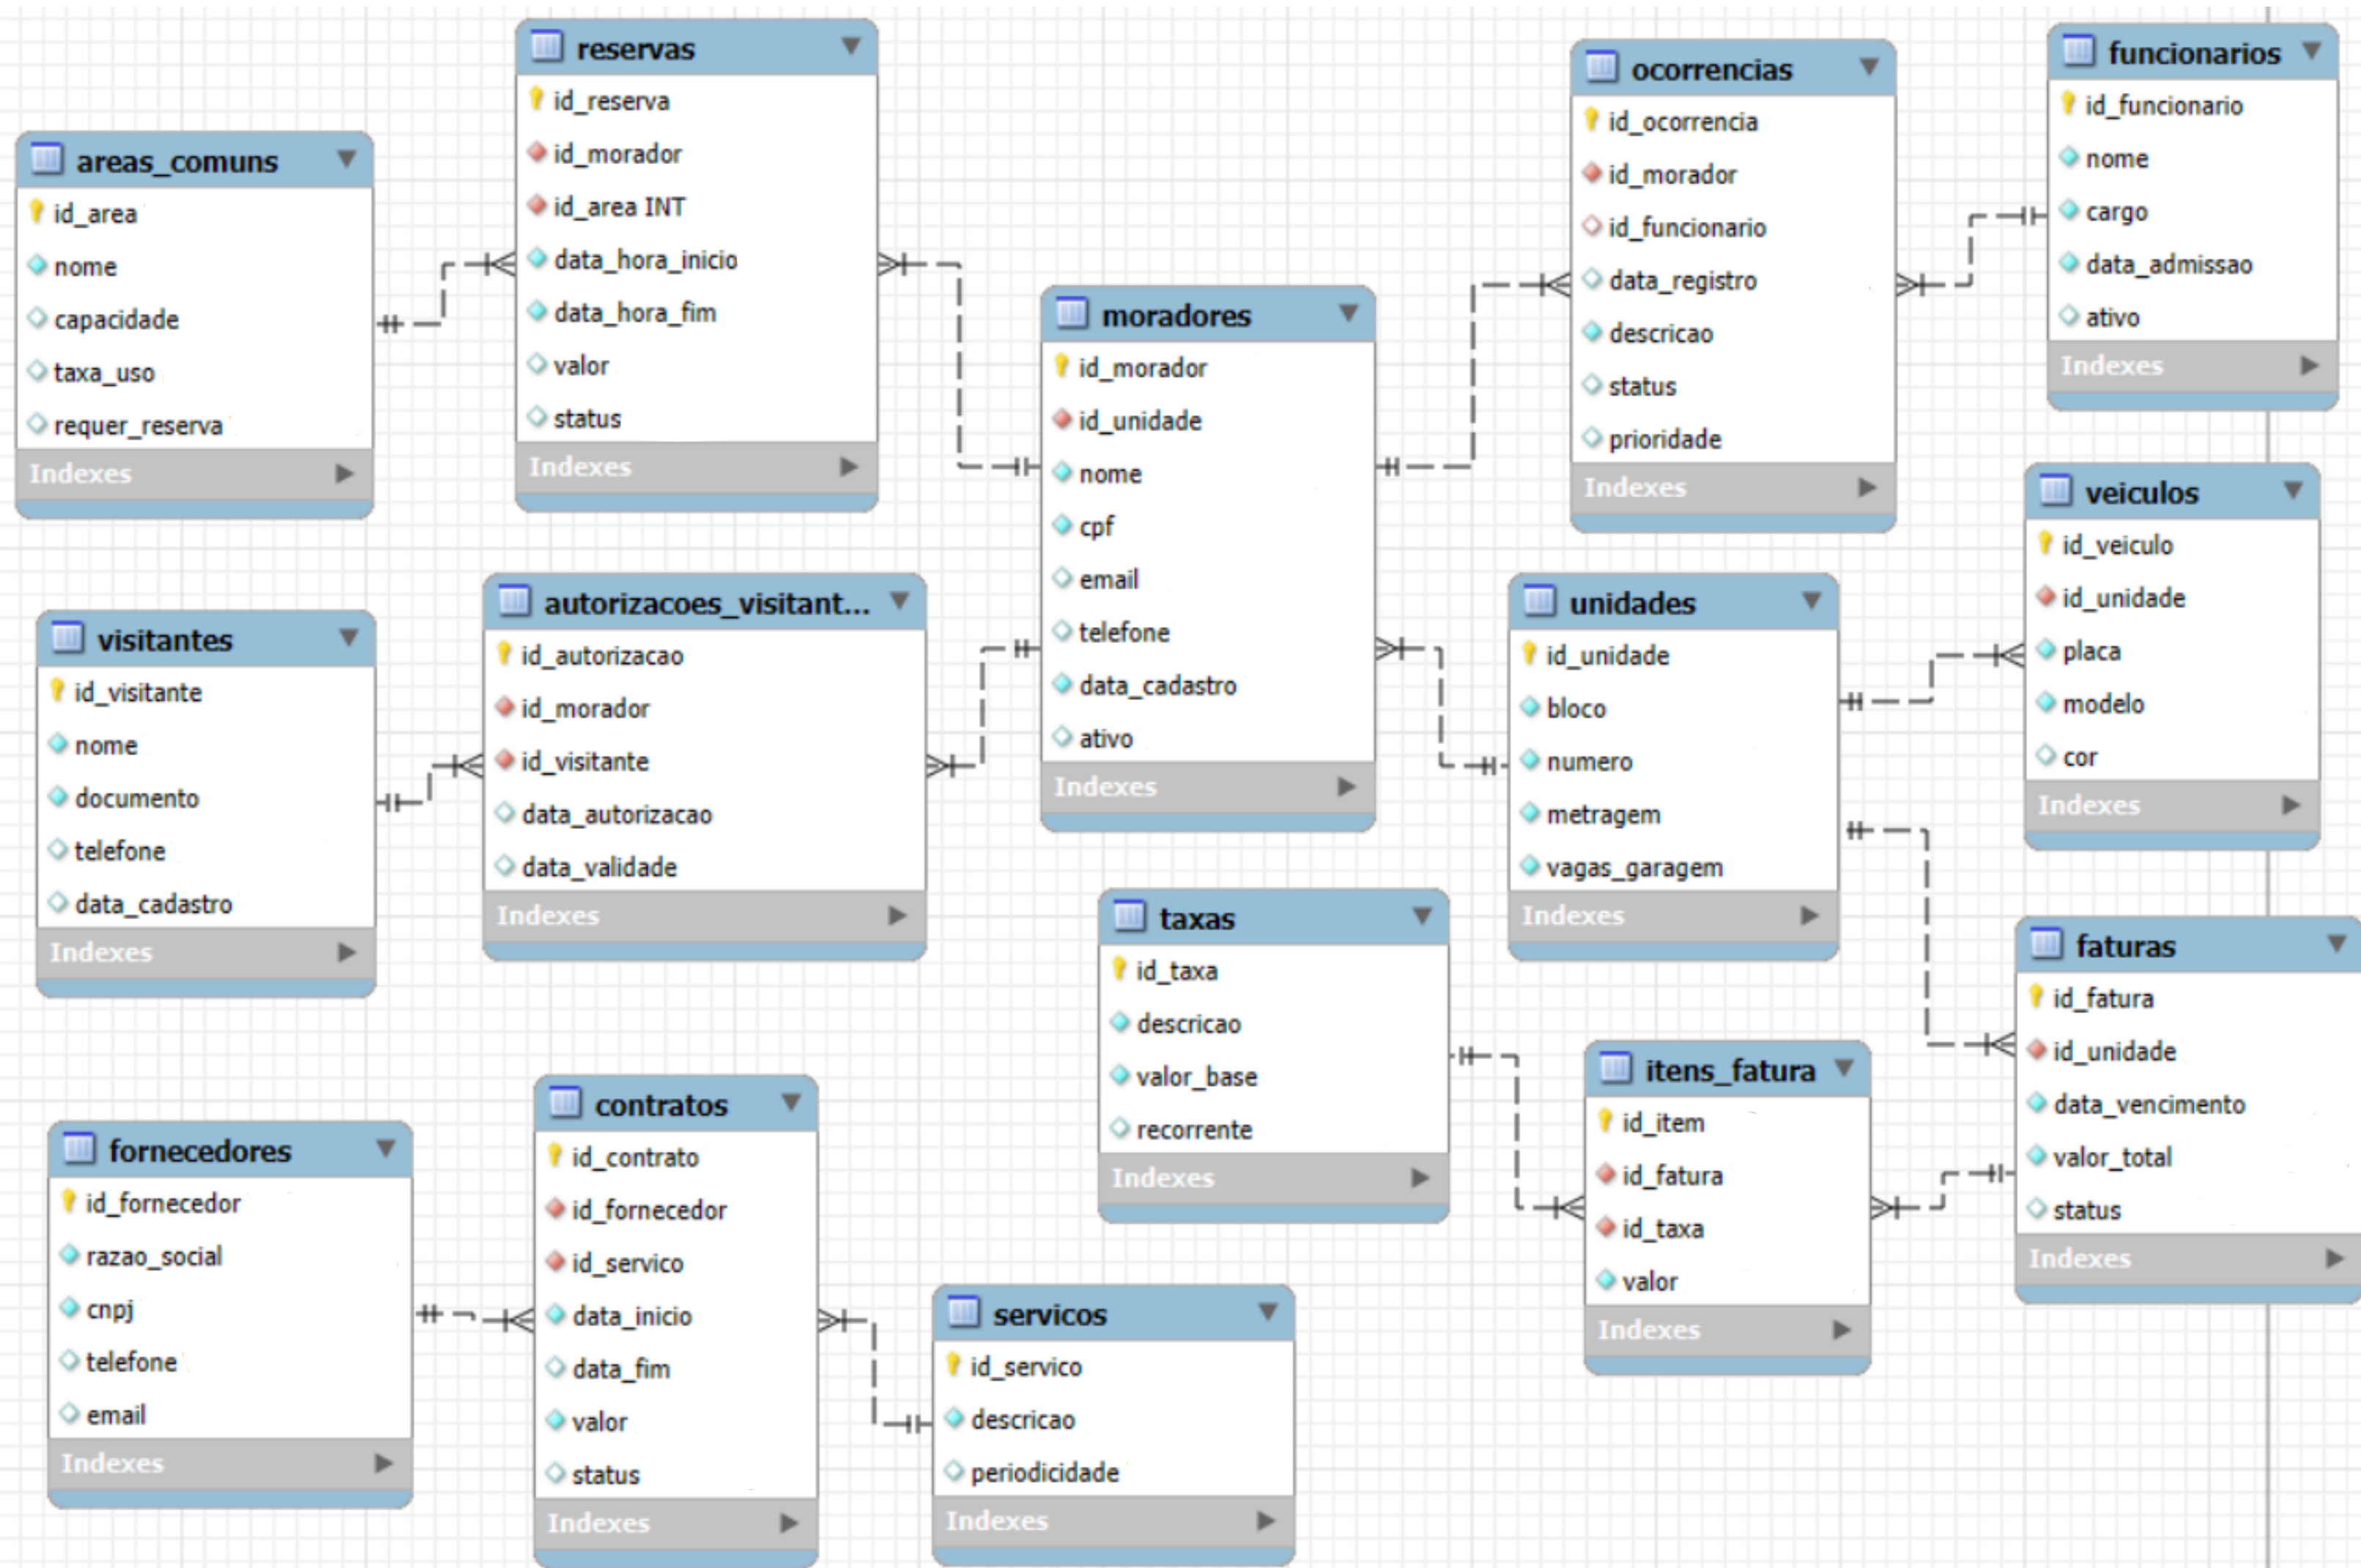 reservas
id_reserva
id_morador
id_area INT
data_hora_inicio
data_hora_fim
valor
status
Indexes
ocorrencias
id_ocorrencia
id_morador
id_funcionario
data_registro
descricao
status
prioridade
Indexes
funcionarios
id_funcionario
nome
cargo
data_admissao
ativo
Indexes
areas_comuns
id_area
nome
capacidade
taxa_uso
requer_reserva
Indexes
moradores
id_morador
id_unidade
nome
cpf
email
telefone
data_cadastro
ativo
Indexes
veiculos
id_veiculo
id_unidade
placa
modelo
cor
Indexes
visitantes
id_visitante
nome
documento
telefone
data_cadastro
Indexes
autorizacoes_visitant...
id_autorizacao
id_morador
id_visitante
data_autorizacao
data_validade
Indexes
unidades
id_unidade
bloco
numero
metragem
vagas_garagem
Indexes
taxas
id_taxa
descricao
valor_base
recorrente
Indexes
faturas
id_fatura
id_unidade
data_vencimento
valor_total
status
Indexes
itens_fatura
id_item
id_fatura
id_taxa
valor
Indexes
fornecedores
id_fornecedor
razao_social
cnpj
telefone
email
Indexes
contratos
id_contrato
id_fornecedor
id_servico
data_inicio
data_fim
valor
status
Indexes
servicos
id_servico
descricao
periodicidade
Indexes